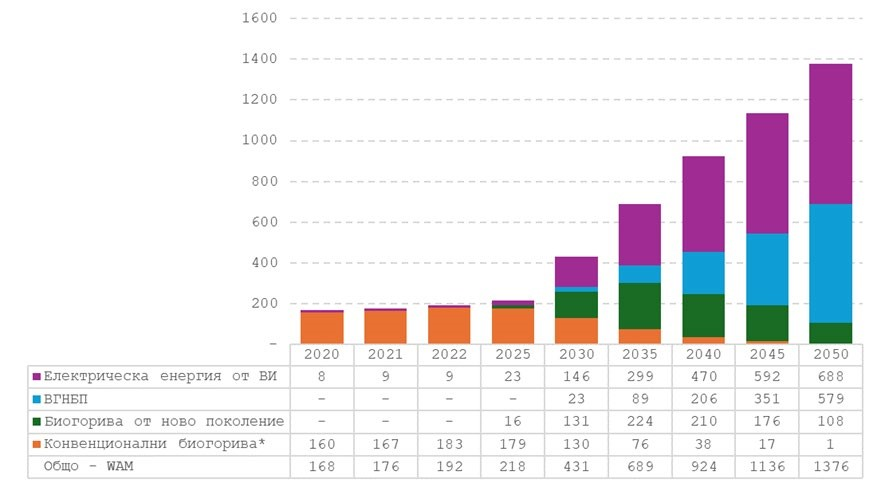 1600
1400
1200
1000
800
600
400
200
–
2020 2021 2022 2025 2030 2035 2040 2045 2050
Електрическа енергия от ВИ 8 9 9 23 146 299 470 592 688
ВГНБП – – – – 23 89 206 351 579
Биогорива от ново поколение – – – 16 131 224 210 176 108
Конвенционални биогорива* 160 167 183 179 130 76 38 17 1
Общо – WAM 168 176 192 218 431 689 924 1136 1376